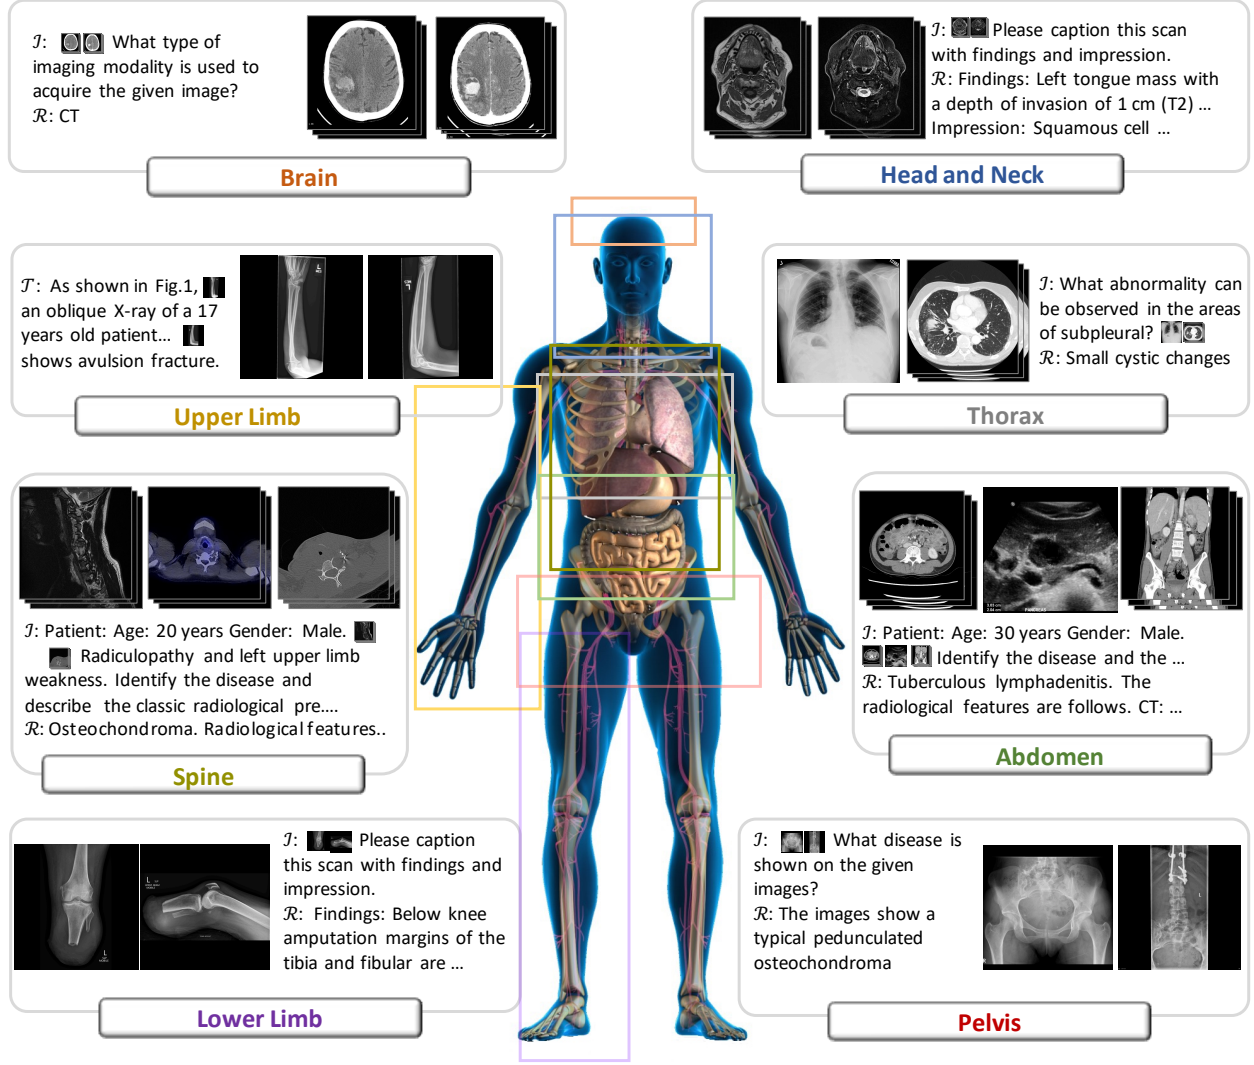 ℐ: What type of
imaging modality is used to
acquire the given image?
ℛ: CT
Brain
ℐ: Please caption this scan
with findings and impression.
ℛ: Findings: Left tongue mass with
a depth of invasion of 1 cm (T2) ...
Impression: Squamous cell ...
Head and Neck
𝒯: As shown in Fig.1,
an oblique X-ray of a 17
years old patient...
shows avulsion fracture.
L
Upper Limb
ℐ: What abnormality can
be observed in the areas
of subpleural?
ℛ: Small cystic changes
Thorax
ℐ: Patient: Age: 20 years Gender: Male.
Radiculopathy and left upper limb
weakness. Identify the disease and
describe the classic radiological pre....
ℛ: Osteochondroma. Radiological features..
Spine
PANCREAS
ℐ: Patient: Age: 30 years Gender: Male.
Identify the disease and the ...
ℛ: Tuberculous lymphadenitis. The
radiological features are follows. CT: ...
Abdomen
L
L
ℐ: Please caption
this scan with findings and
impression.
ℛ: Findings: Below knee
amputation margins of the
tibia and fibular are ...
Lower Limb
ℐ: What disease is
shown on the given
images?
ℛ: The images show a
typical pedunculated
osteochondroma
L
Pelvis